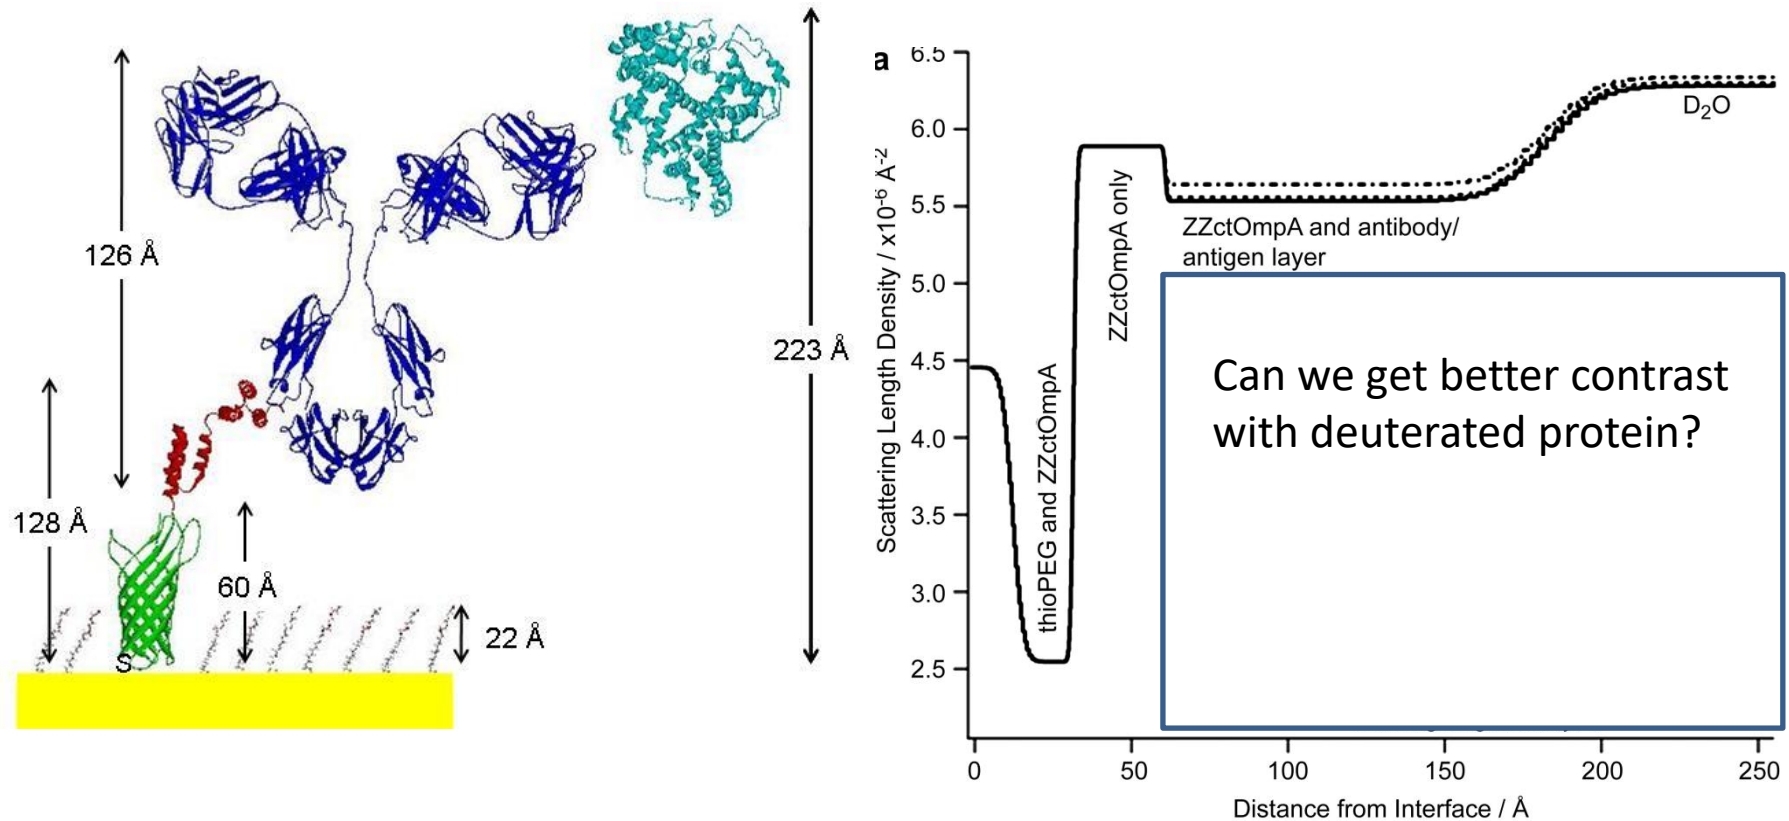 126 Å
128 Å
60 Å
22 Å
S
223 Å
a
Scattering Length Density / x10⁻⁶ Å⁻²
6.5
6.0
5.5
5.0
4.5
4.0
3.5
3.0
2.5
thioPEG and ZZctOmpA
ZZctOmpA only
D₂O
ZZctOmpA and antibody/
antigen layer
Can we get better contrast
with deuterated protein?
0
50
100
150
200
250
Distance from Interface / Å